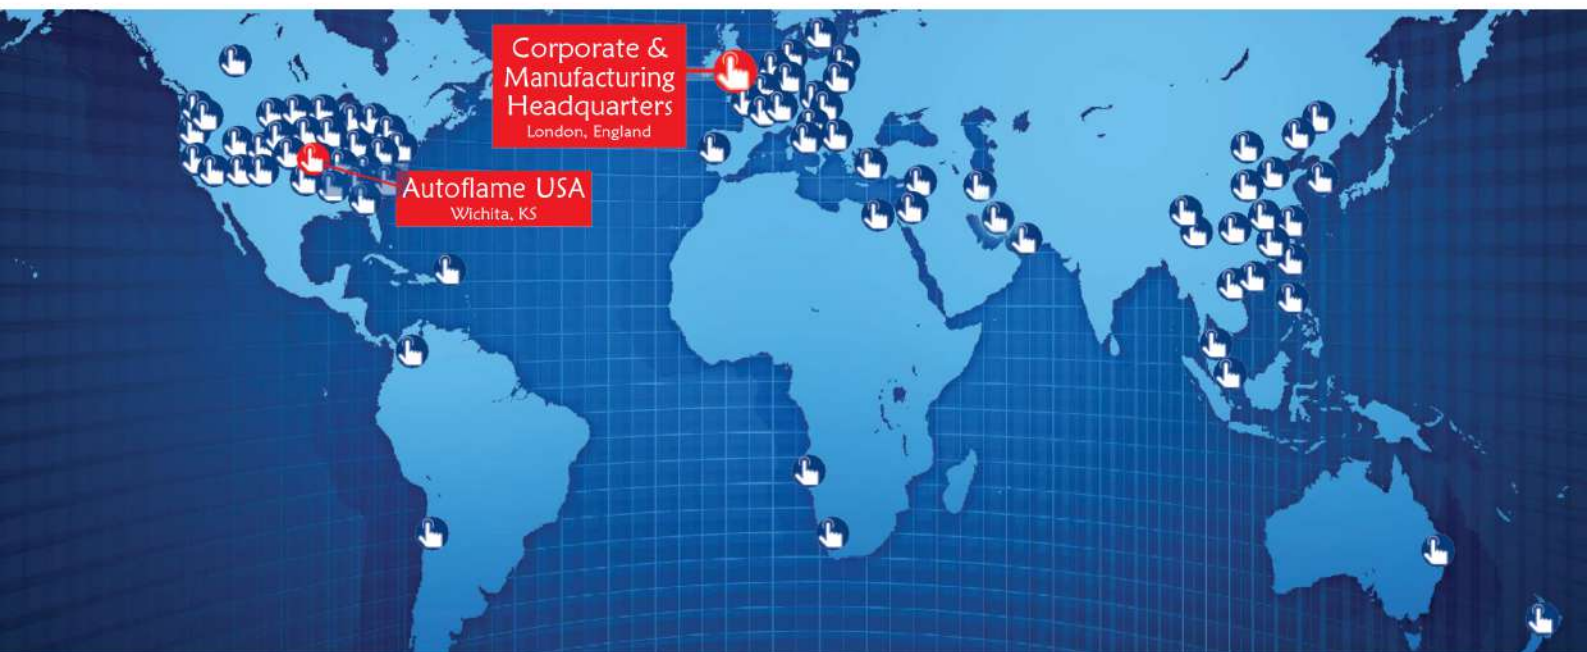 Corporate &
Manufacturing
Headquarters
London, England
Autoflame USA
Wichita, KS